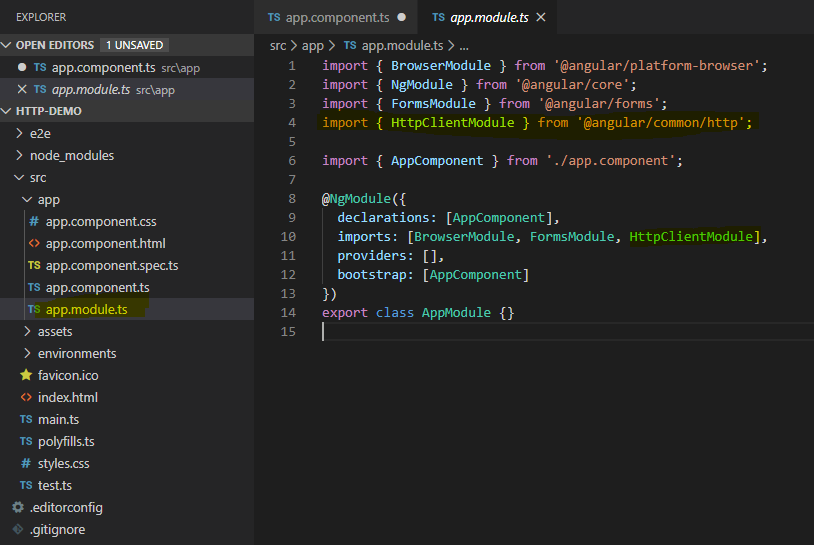 EXPLORER
OPEN EDITORS 1 UNSAVED
TS app.component.ts src\app
TS app.module.ts src\app
HTTP-DEMO
e2e
node_modules
src
app
# app.component.css
<> app.component.html
TS app.component.spec.ts
TS app.component.ts
TS app.module.ts
assets
environments
favicon.ico
<> index.html
TS main.ts
TS polyfills.ts
# styles.css
TS test.ts
.editorconfig
.gitignore
TS app.component.ts TS app.module.ts
src > app > TS app.module.ts > ...
1 import { BrowserModule } from '@angular/platform-browser';
2 import { NgModule } from '@angular/core';
3 import { FormsModule } from '@angular/forms';
4 import { HttpClientModule } from '@angular/common/http';
5
6 import { AppComponent } from './app.component';
7
8 @NgModule({
9   declarations: [AppComponent],
10   imports: [BrowserModule, FormsModule, HttpClientModule],
11   providers: [],
12   bootstrap: [AppComponent]
13 })
14 export class AppModule {}
15